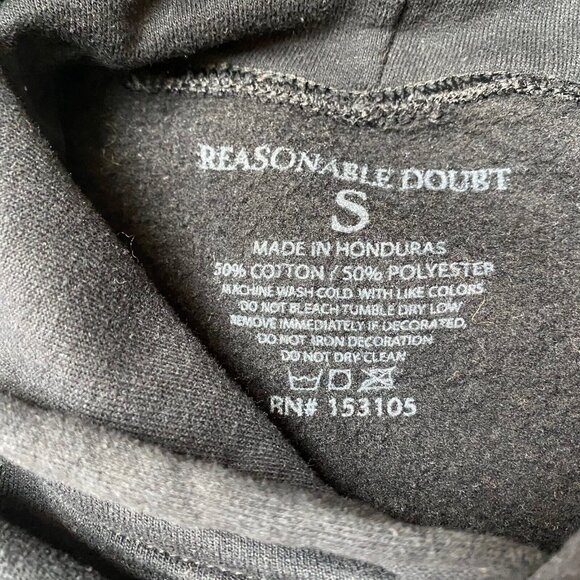 REASONABLE DOUBT
S
MADE IN HONDURAS
50% COTTON / 50% POLYESTER
MACHINE WASH COLD WITH LIKE COLORS
DO NOT BLEACH TUMBLE DRY LOW
REMOVE IMMEDIATELY IF DECORATED,
DO NOT IRON DECORATION
DO NOT DRY CLEAN
RN# 153105